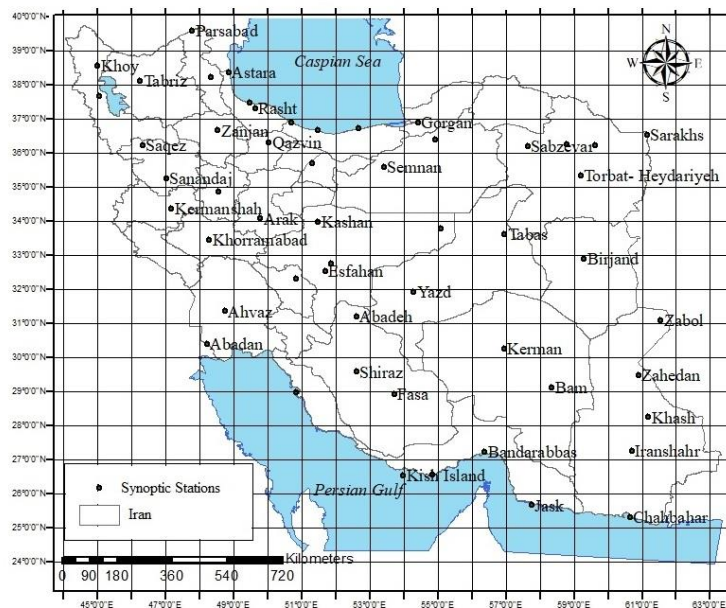 40°0'0"N
39°0'0"N
38°0'0"N
37°0'0"N
36°0'0"N
35°0'0"N
34°0'0"N
33°0'0"N
32°0'0"N
31°0'0"N
30°0'0"N
29°0'0"N
28°0'0"N
27°0'0"N
26°0'0"N
25°0'0"N
24°0'0"N
Parsabad
Caspian Sea
N
W E
S
Khoy
Astara
Tabriz
Rasht
Gorgan
Zanjan
Sarakhs
Saqez
Qazvin
Sabzevar
Semnan
Sanandaj
Torbat- Heydariyeh
Kermanshah
Arak
Kashan
Tabas
Khorramabad
Birjand
Esfahan
Yazd
Ahvaz
Abadeh
Zabol
Abadan
Kerman
Shiraz
Zahedan
Fasa
Bam
Khash
Bandarabbas
Iranshahr
Kish Island
Persian Gulf
Jask
Chahbahar
Synoptic Stations
Iran
Kilometers
0 90 180 360 540 720
45°0'0"E 47°0'0"E 49°0'0"E 51°0'0"E 53°0'0"E 55°0'0"E 57°0'0"E 59°0'0"E 61°0'0"E 63°0'0"E